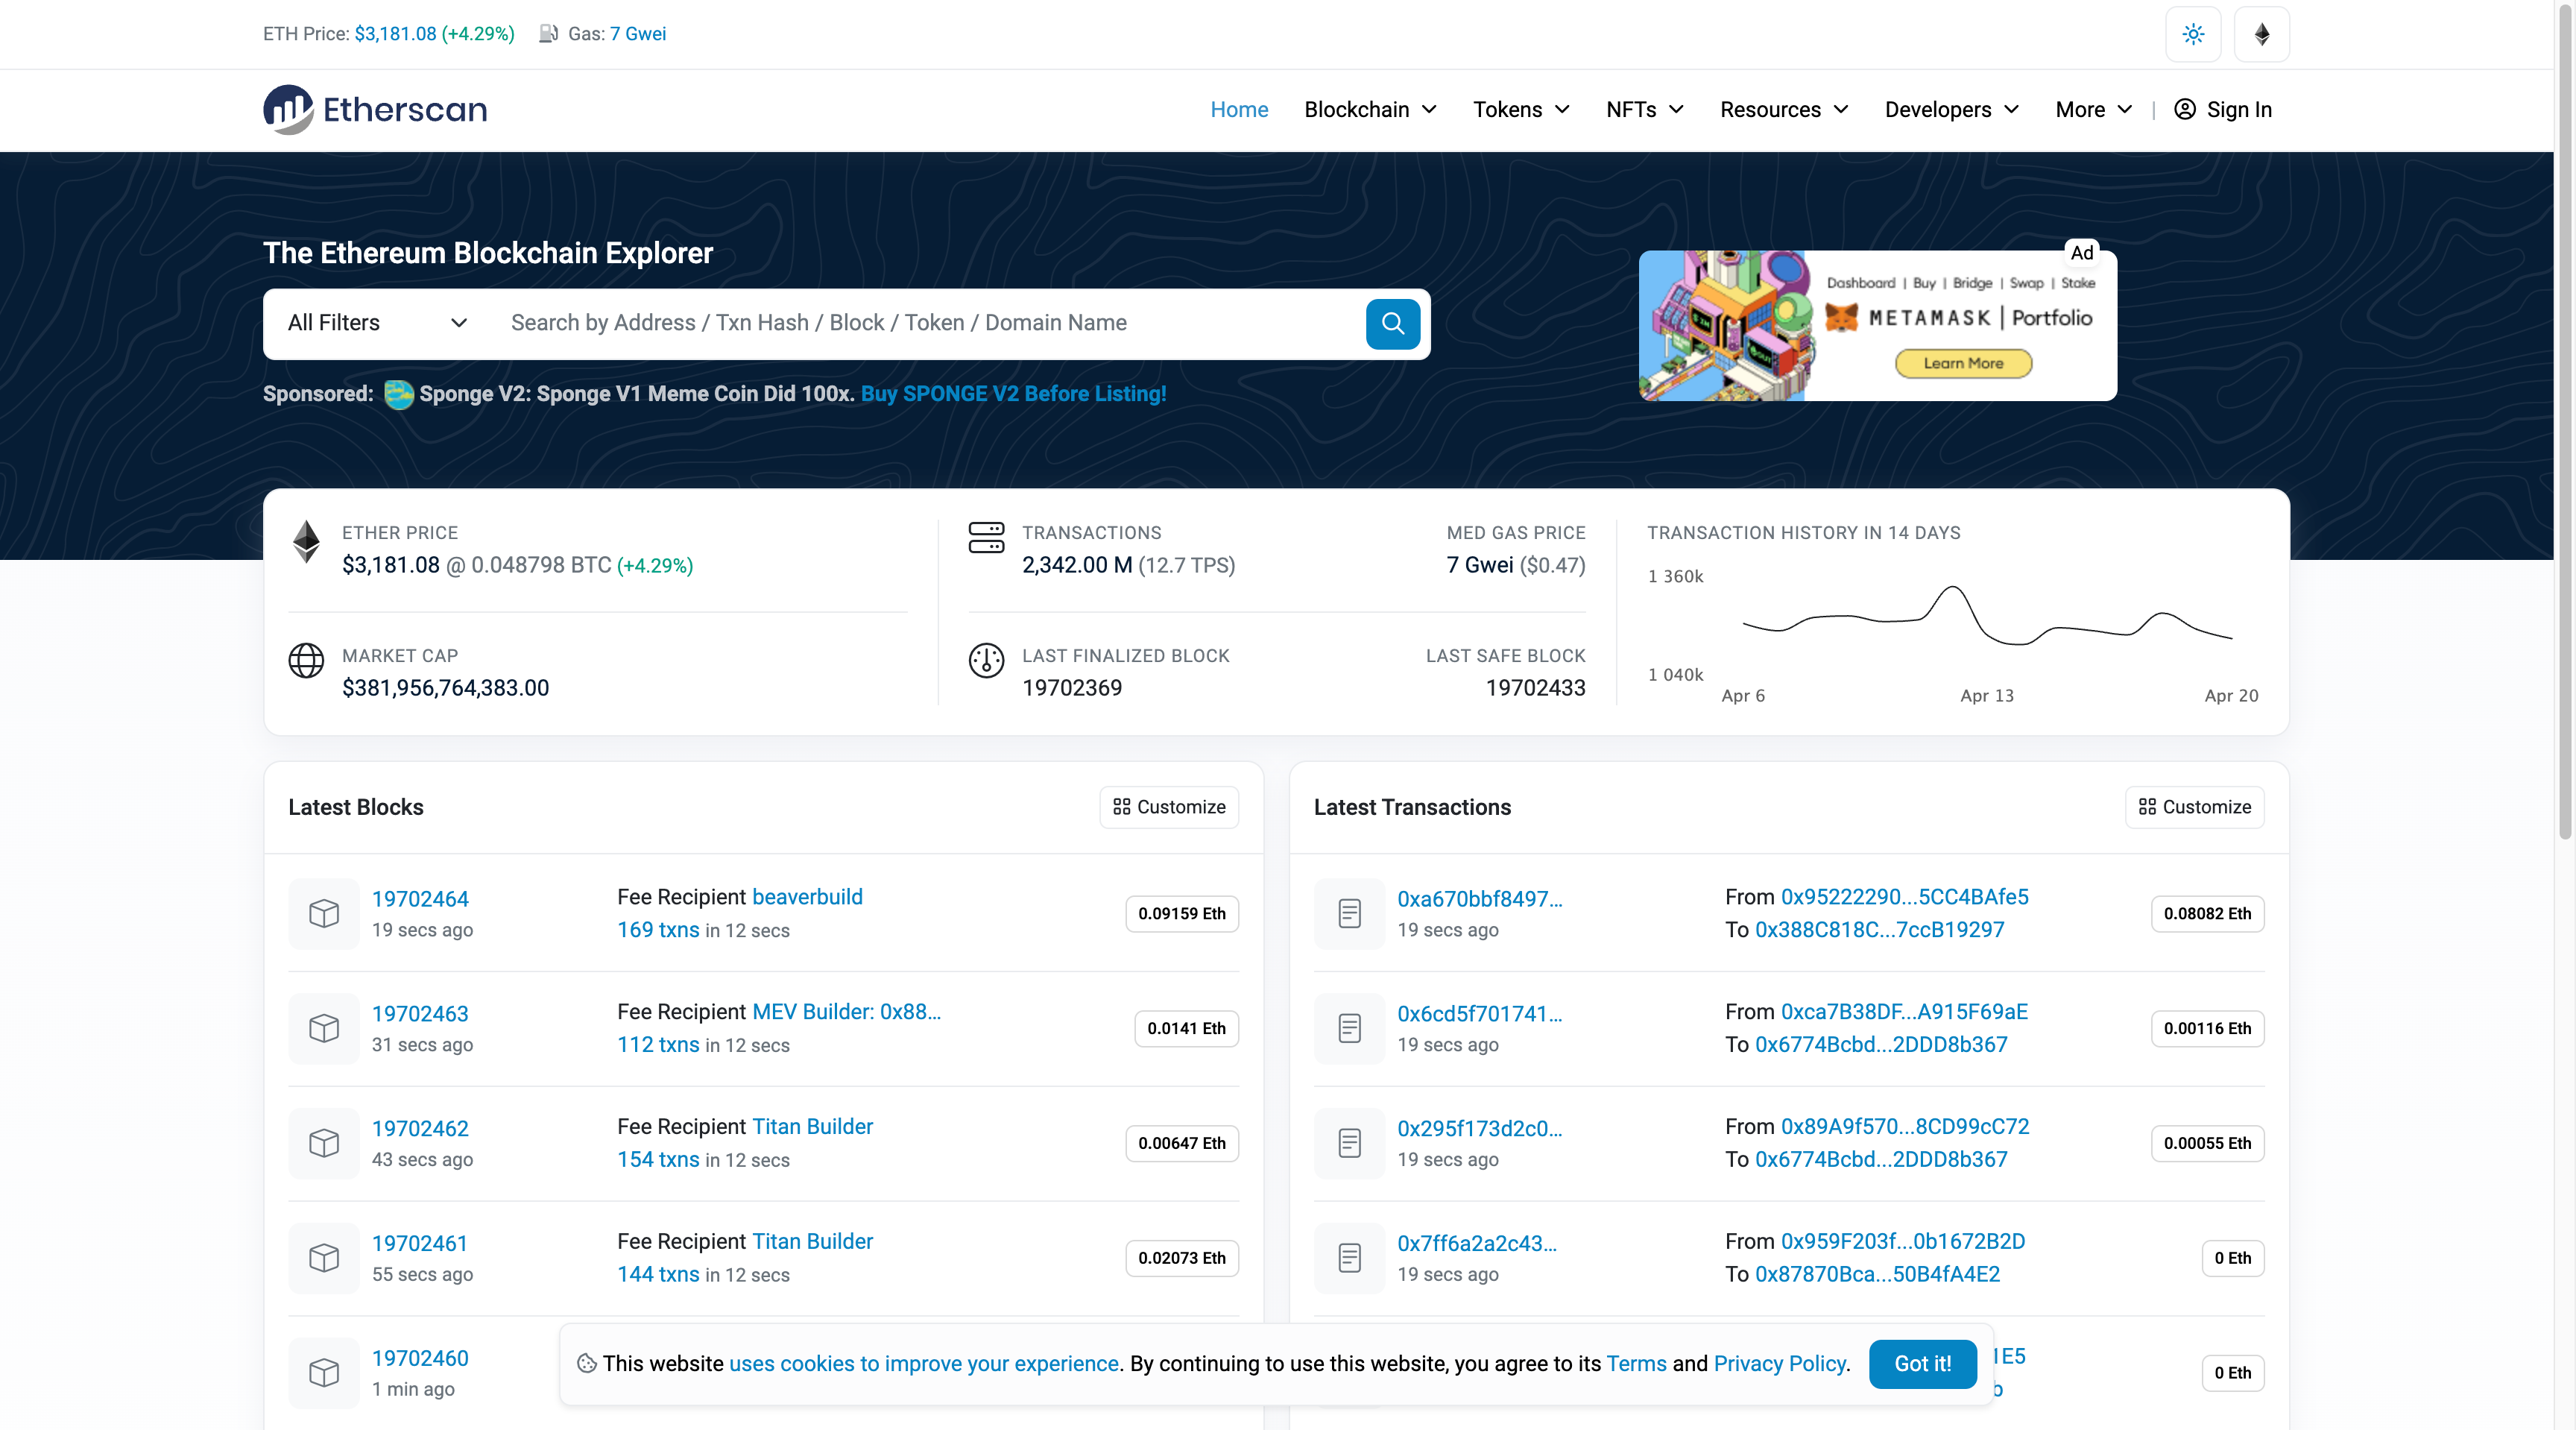 ETH Price: $3,181.08 (+4.29%) Gas: 7 Gwei
Etherscan
Home Blockchain Tokens NFTs Resources Developers More | Sign In
The Ethereum Blockchain Explorer
All Filters Search by Address / Txn Hash / Block / Token / Domain Name
Sponsored: Sponge V2: Sponge V1 Meme Coin Did 100x. Buy SPONGE V2 Before Listing!
Ad
Dashboard | Buy | Bridge | Swap | Stake
METAMASK | Portfolio
Learn More
ETHER PRICE
$3,181.08 @ 0.048798 BTC (+4.29%)
MARKET CAP
$381,956,764,383.00
TRANSACTIONS
2,342.00 M (12.7 TPS)
MED GAS PRICE
7 Gwei ($0.47)
LAST FINALIZED BLOCK
19702369
LAST SAFE BLOCK
19702433
TRANSACTION HISTORY IN 14 DAYS
1 360k
1 040k
Apr 6 Apr 13 Apr 20
Latest Blocks Customize
19702464 Fee Recipient beaverbuild 0.09159 Eth
19 secs ago 169 txns in 12 secs
19702463 Fee Recipient MEV Builder: 0x88... 0.0141 Eth
31 secs ago 112 txns in 12 secs
19702462 Fee Recipient Titan Builder 0.00647 Eth
43 secs ago 154 txns in 12 secs
19702461 Fee Recipient Titan Builder 0.02073 Eth
55 secs ago 144 txns in 12 secs
19702460
1 min ago
Latest Transactions Customize
0xa670bbf8497... From 0x95222290...5CC4BAfe5 0.08082 Eth
19 secs ago To 0x388C818C...7ccB19297
0x6cd5f701741... From 0xca7B38DF...A915F69aE 0.00116 Eth
19 secs ago To 0x6774Bcbd...2DDD8b367
0x295f173d2c0... From 0x89A9f570...8CD99cC72 0.00055 Eth
19 secs ago To 0x6774Bcbd...2DDD8b367
0x7ff6a2a2c43... From 0x959F203f...0b1672B2D 0 Eth
19 secs ago To 0x87870Bca...50B4fA4E2
1E5 0 Eth
b
This website uses cookies to improve your experience. By continuing to use this website, you agree to its Terms and Privacy Policy. Got it!